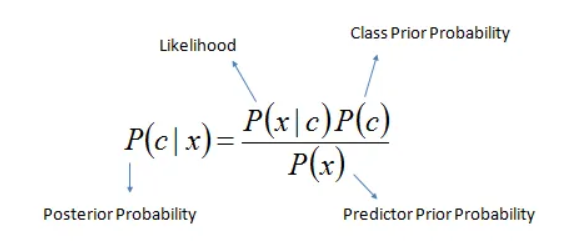 Likelihood
Class Prior Probability
P(c | x) = P(x | c)P(c) / P(x)
Posterior Probability
Predictor Prior Probability